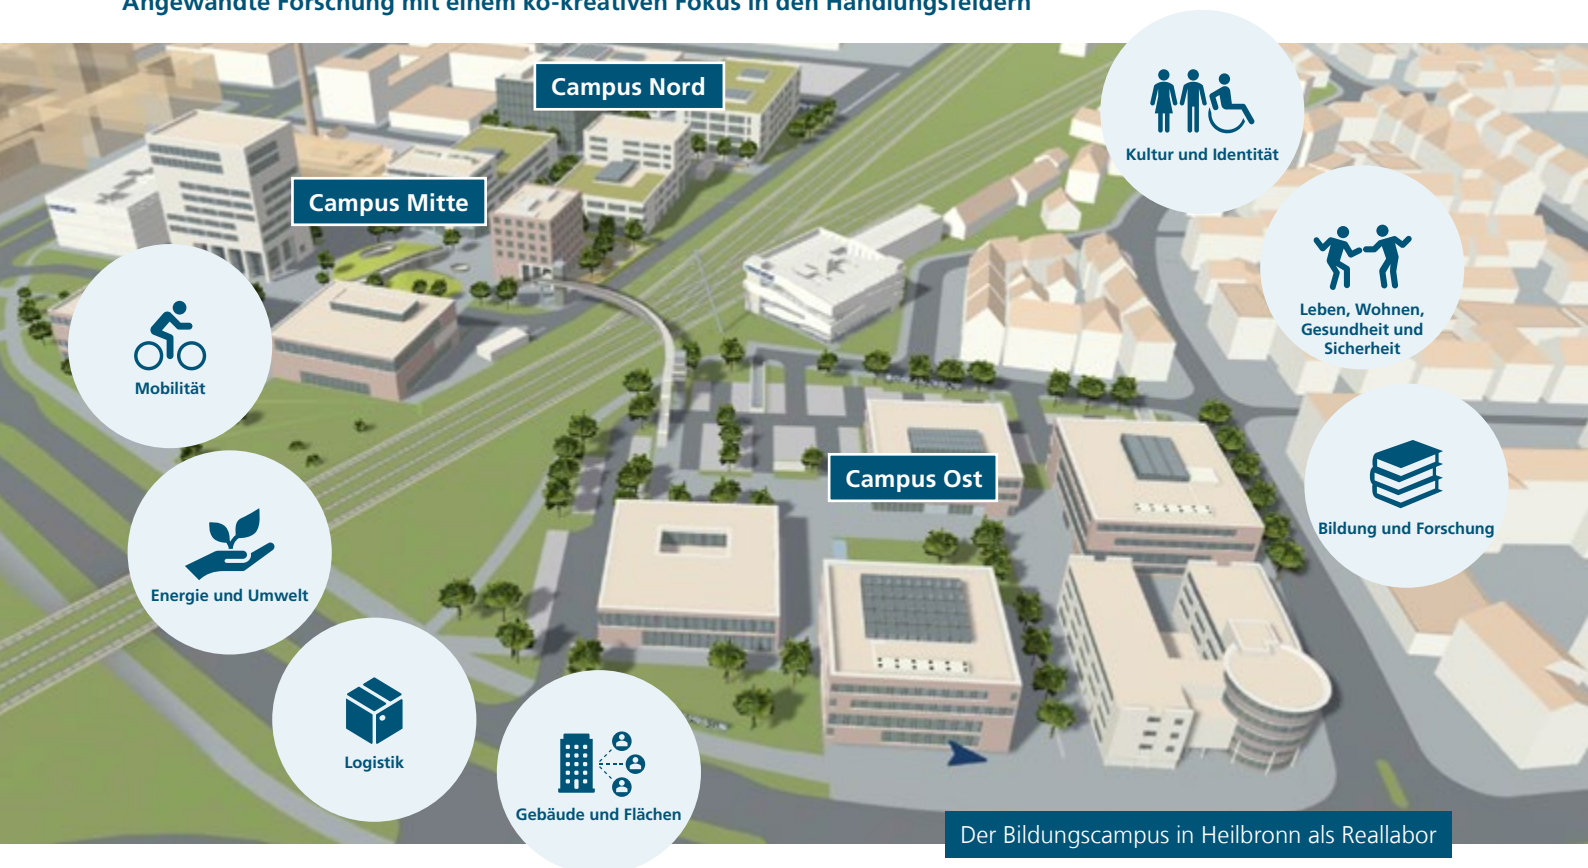 Angewandte Forschung mit einem ko-kreativen Fokus in den Handlungsfeldern
Campus Nord
Kultur und Identität
Campus Mitte
Leben, Wohnen,
Gesundheit und
Sicherheit
Mobilität
Campus Ost
Bildung und Forschung
Energie und Umwelt
Logistik
Gebäude und Flächen
Der Bildungscampus in Heilbronn als Reallabor